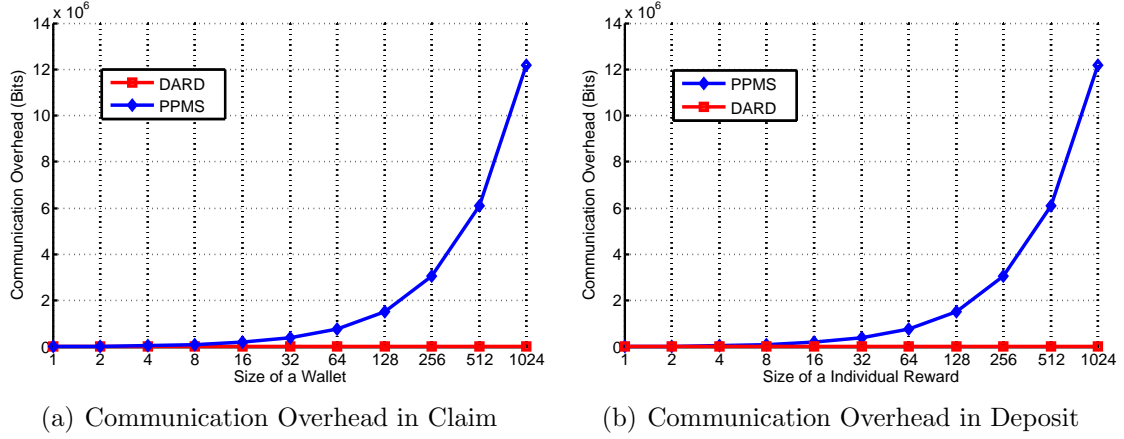 x 10^6
14
12
10
8
6
4
2
0
Communication Overhead (Bits)
DARD
PPMS
1 2 4 8 16 32 64 128 256 512 1024
Size of a Wallet
(a) Communication Overhead in Claim
x 10^6
14
12
10
8
6
4
2
0
Communication Overhead (Bits)
PPMS
DARD
1 2 4 8 16 32 64 128 256 512 1024
Size of a Individual Reward
(b) Communication Overhead in Deposit